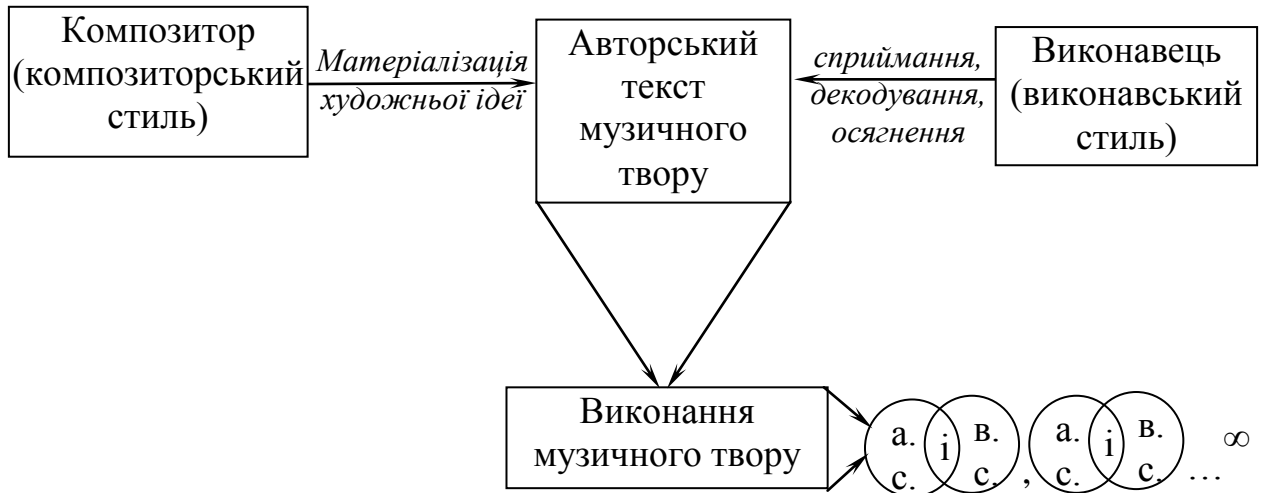 Композитор
(композиторський
стиль)
Матеріалізація
художньої ідеї
Авторський
текст
музичного
твору
сприймання,
декодування,
осягнення
Виконавець
(виконавський
стиль)
Виконання
музичного твору
а. і в.
с. с.
,
а. і в.
с. с.
… ∞